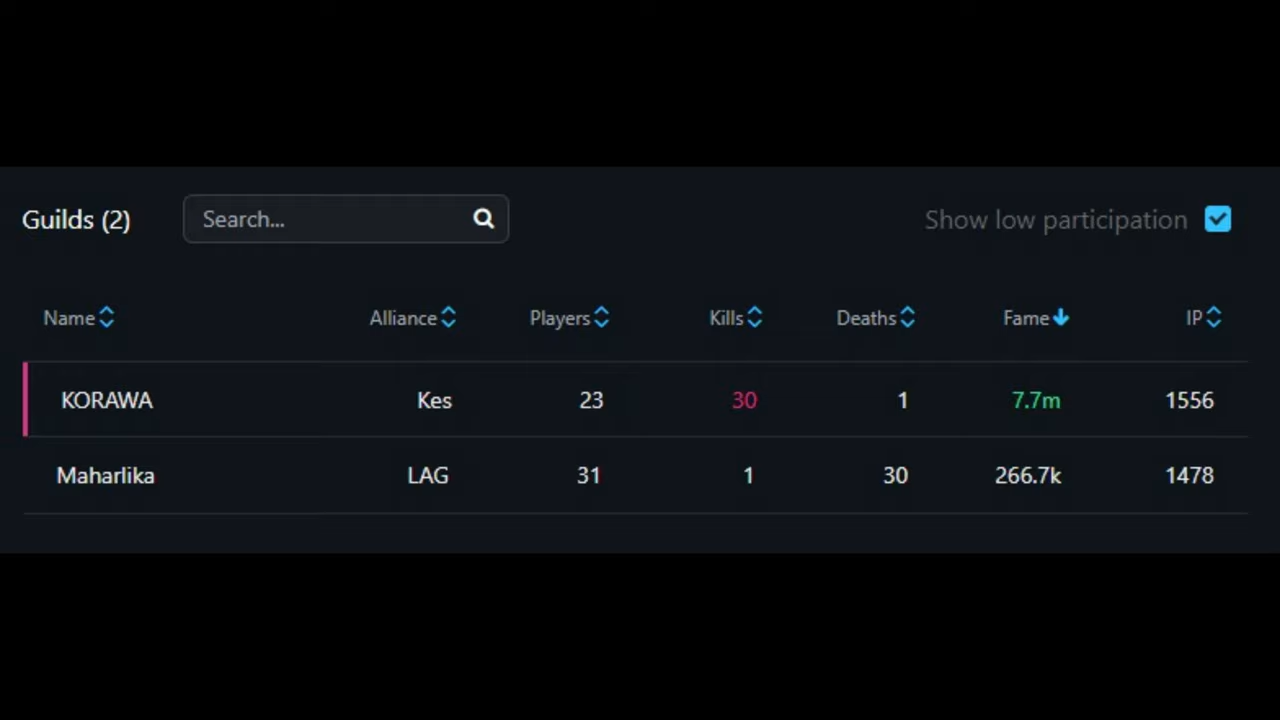 Guilds (2) Search... Show low participation
Name Alliance Players Kills Deaths Fame IP
KORAWA Kes 23 30 1 7.7m 1556
Maharlika LAG 31 1 30 266.7k 1478